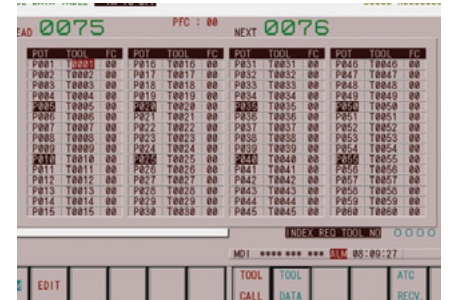 EAD 0075 PFC : 00 NEXT 0076
POT TOOL FC POT TOOL FC POT TOOL FC POT TOOL FC
P001 T0001 00 P016 T0016 00 P031 T0031 00 P046 T0046 00
P002 T0002 00 P017 T0017 00 P032 T0032 00 P047 T0047 00
P003 T0003 00 P018 T0018 00 P033 T0033 00 P048 T0048 00
P004 T0004 00 P019 T0019 00 P034 T0034 00 P049 T0049 00
P005 T0005 00 P020 T0020 00 P035 T0035 00 P050 T0050 00
P006 T0006 00 P021 T0021 00 P036 T0036 00 P051 T0051 00
P007 T0007 00 P022 T0022 00 P037 T0037 00 P052 T0052 00
P008 T0008 00 P023 T0023 00 P038 T0038 00 P053 T0053 00
P009 T0009 00 P024 T0024 00 P039 T0039 00 P054 T0054 00
P010 T0010 00 P025 T0025 00 P040 T0040 00 P055 T0055 00
P011 T0011 00 P026 T0026 00 P041 T0041 00 P056 T0056 00
P012 T0012 00 P027 T0027 00 P042 T0042 00 P057 T0057 00
P013 T0013 00 P028 T0028 00 P043 T0043 00 P058 T0058 00
P014 T0014 00 P029 T0029 00 P044 T0044 00 P059 T0059 00
P015 T0015 00 P030 T0030 00 P045 T0045 00 P060 T0060 00
INDEX REQ TOOL NO 0000
MDI **** *** *** ALM 08:09:27
EDIT TOOL CALL TOOL DATA ATC RECV